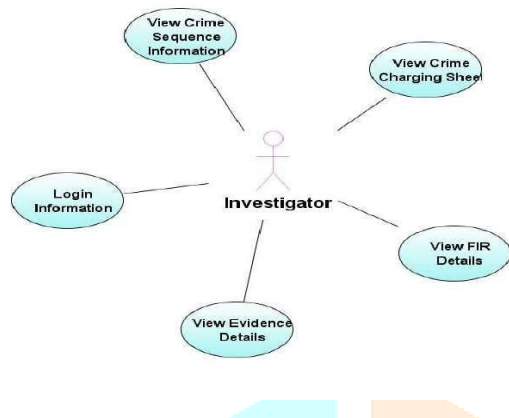 View Crime
Sequence
Information
View Crime
Charging Sheet
Login
Information
Investigator
View FIR
Details
View Evidence
Details